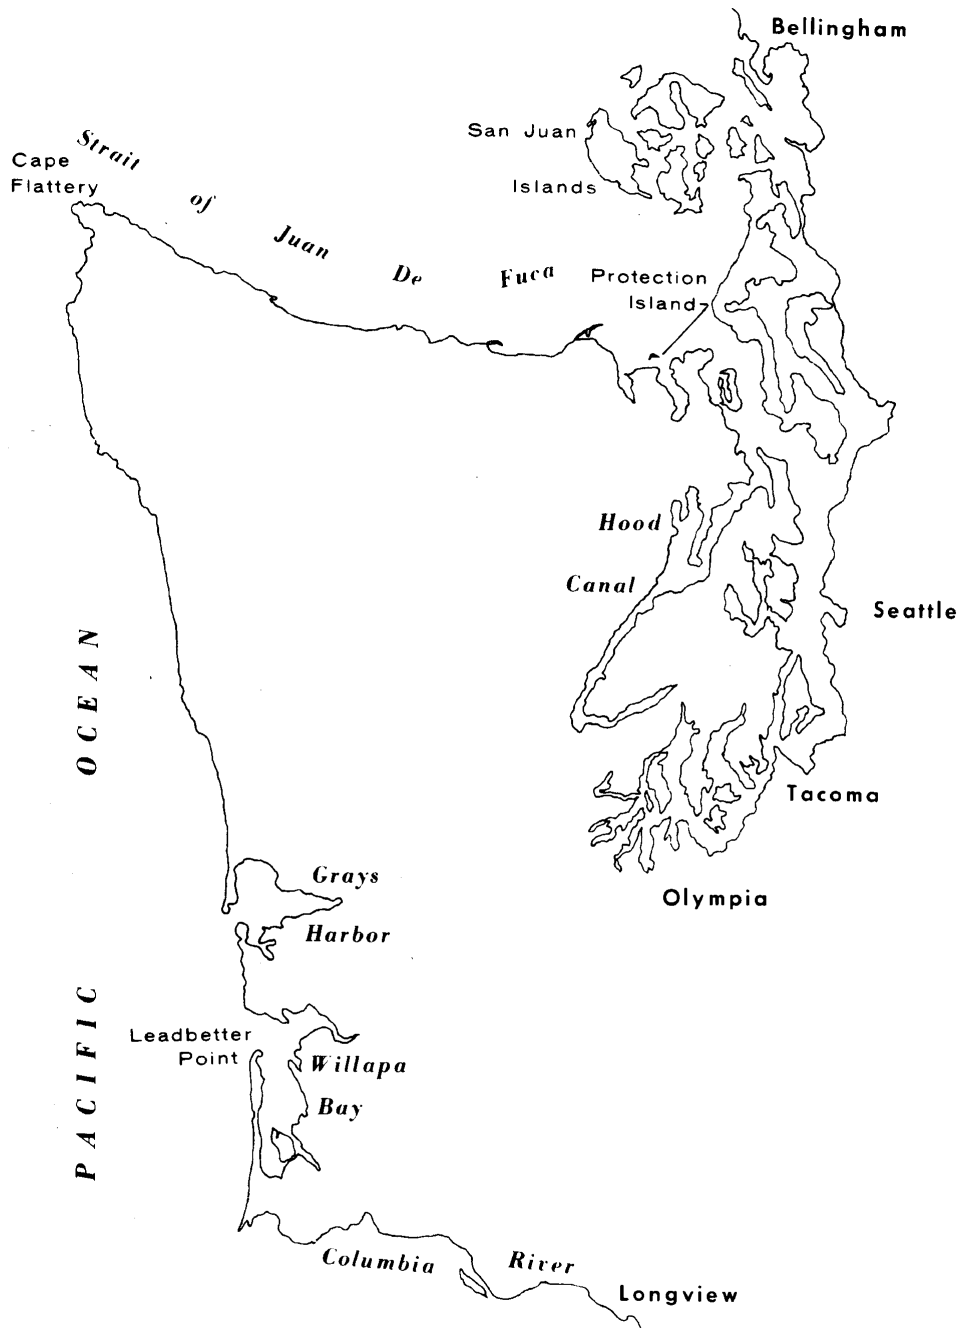 Bellingham
San Juan
Islands
Cape
Flattery
Strait
of
Juan
De
Fuca
Protection
Island
Hood
Canal
Seattle
OCEAN
Tacoma
Grays
Harbor
Olympia
PACIFIC
Leadbetter
Point
Willapa
Bay
Columbia River
Longview